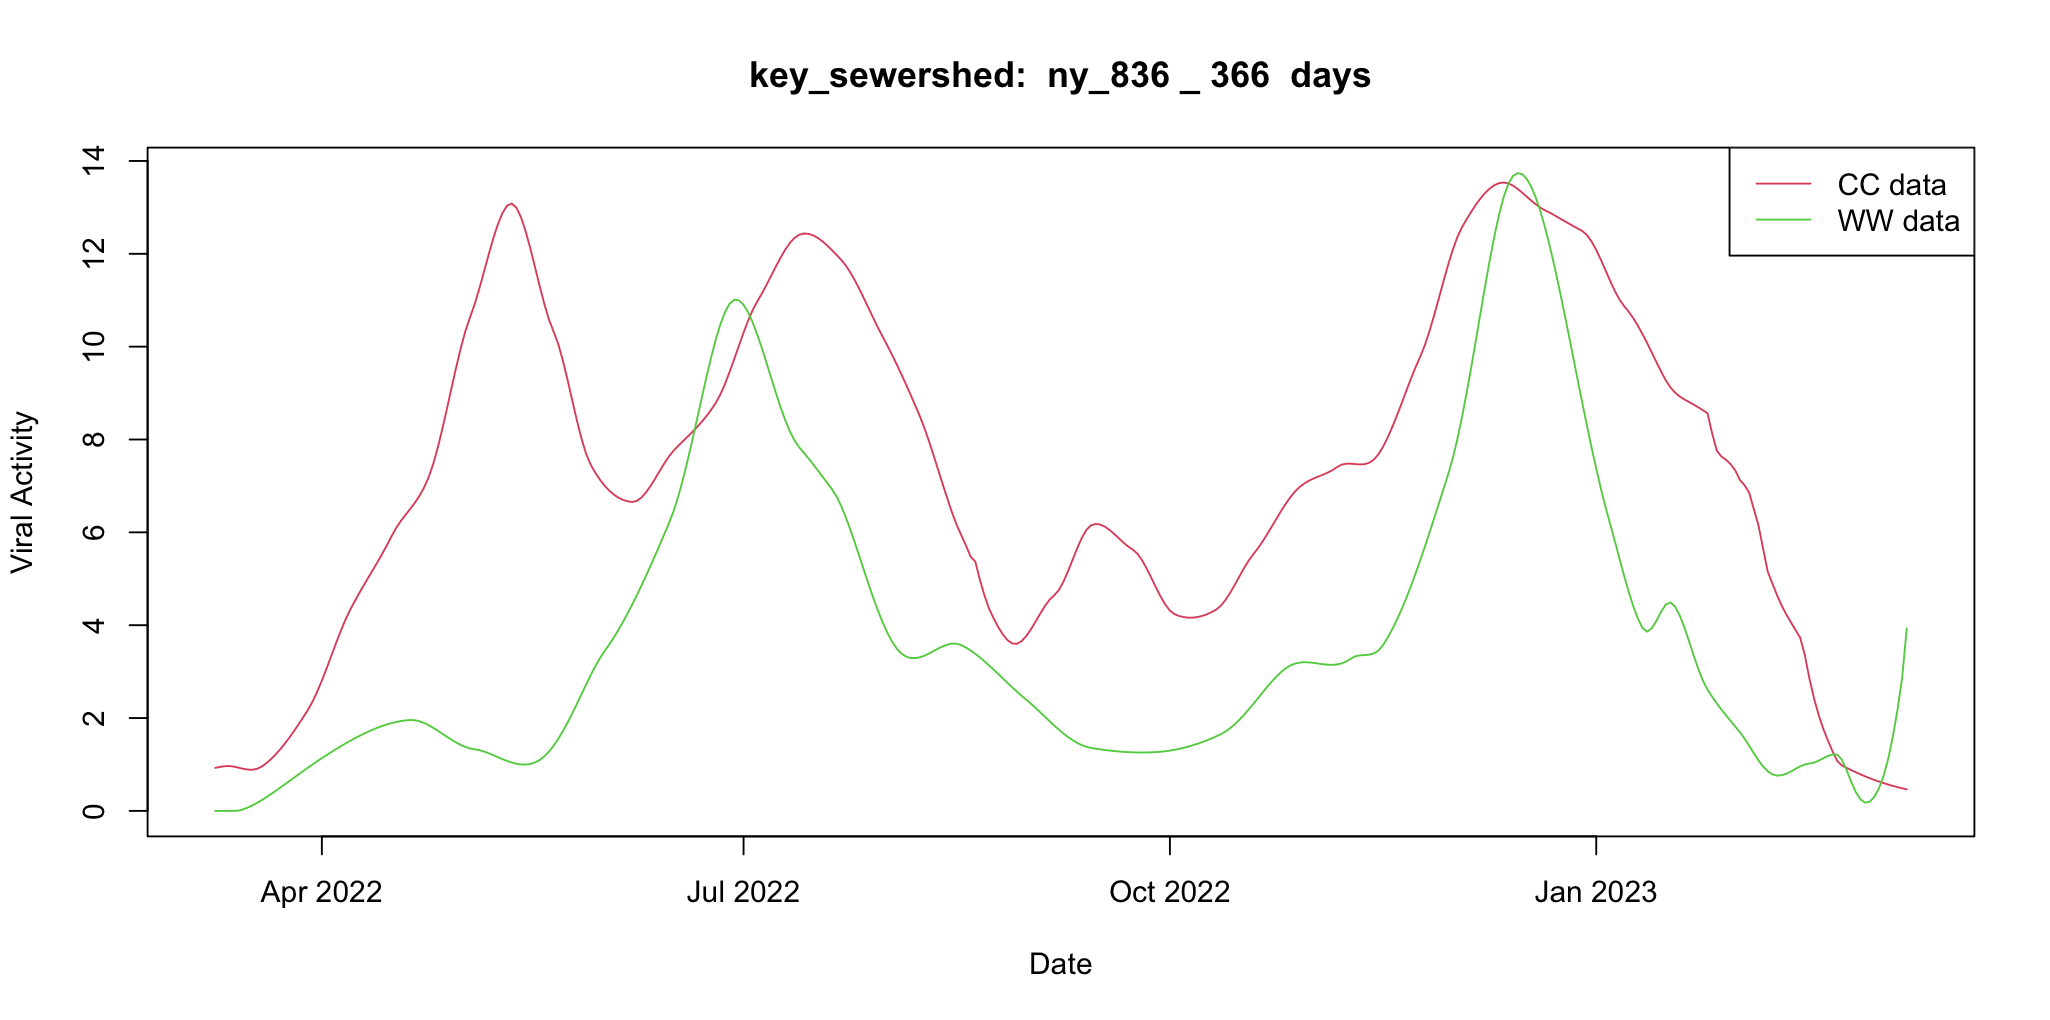 key_sewershed:  ny_836 _ 366  days
CC data
WW data
Viral Activity
14
12
10
8
6
4
2
0
Apr 2022
Jul 2022
Oct 2022
Jan 2023
Date